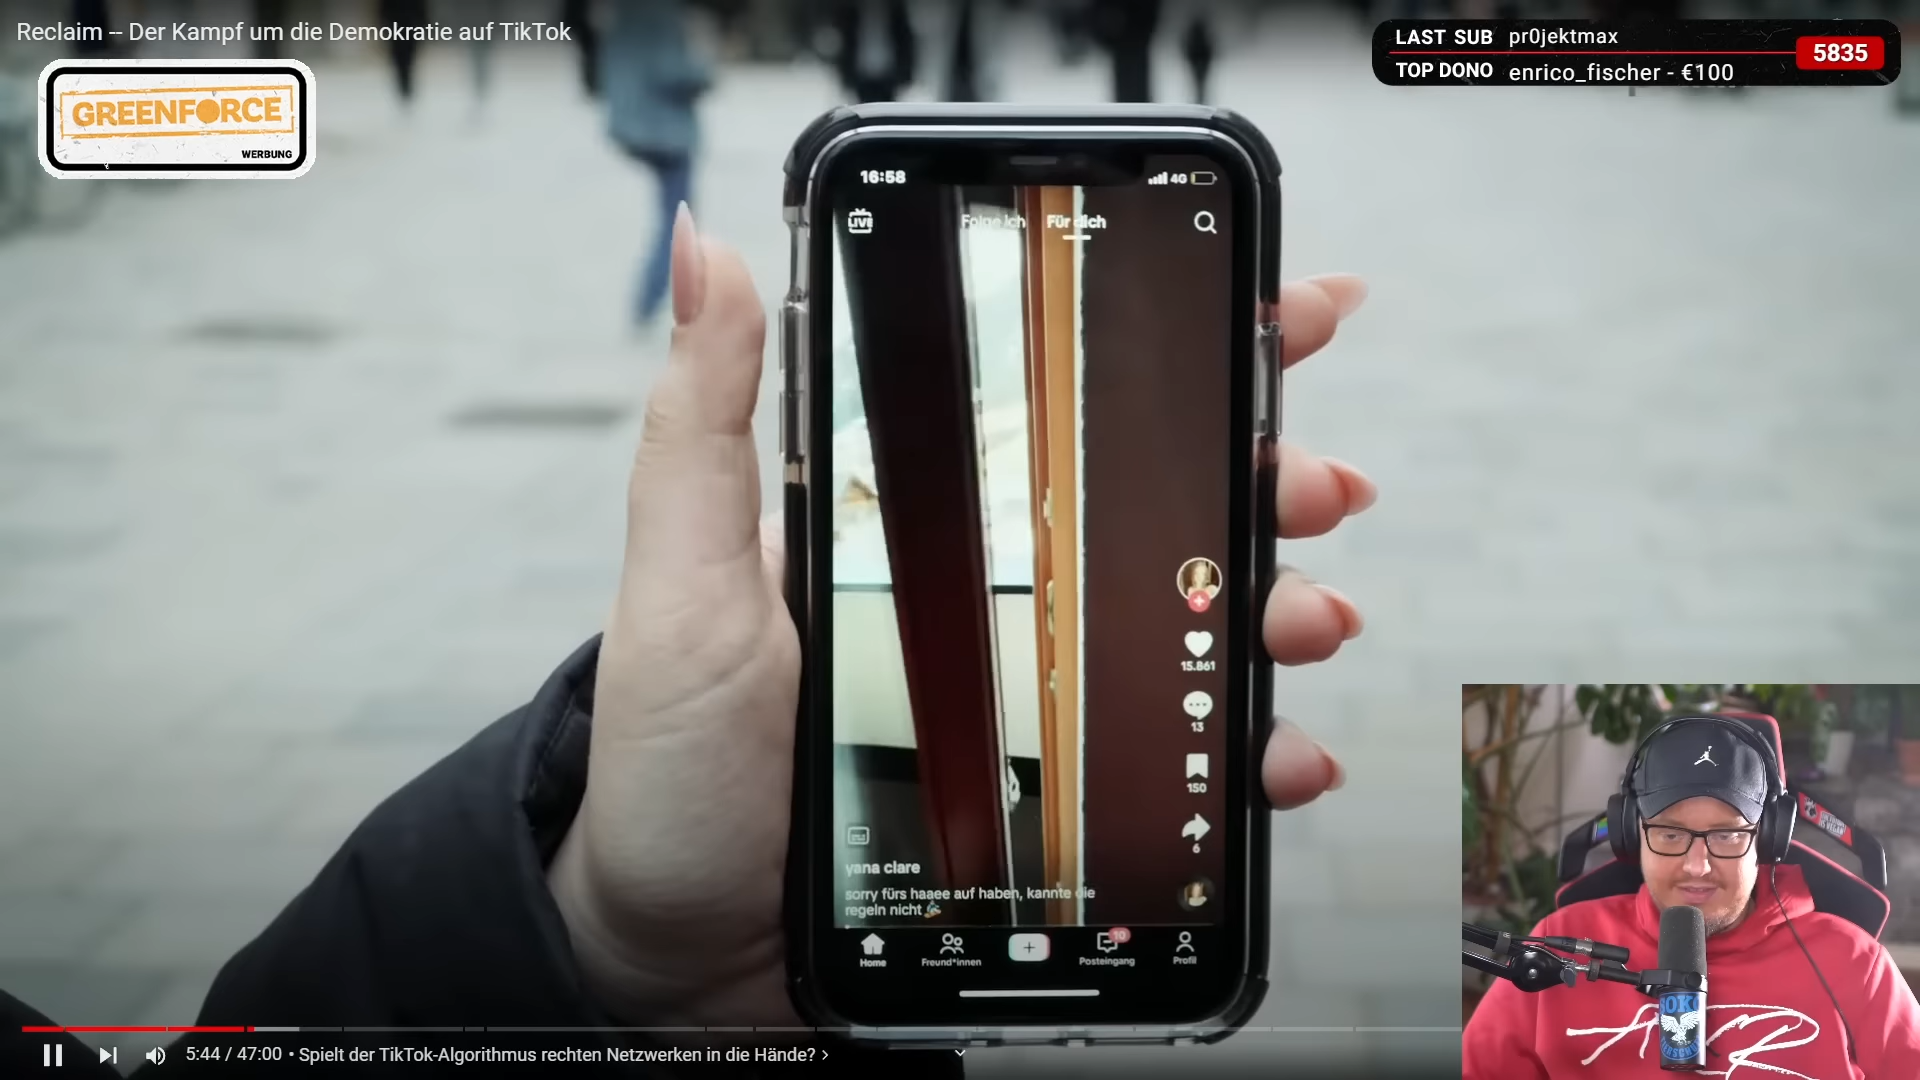 Reclaim -- Der Kampf um die Demokratie auf TikTok
GREENFORCE
WERBUNG
LAST SUB pr0jektmax
TOP DONO enrico_fischer - €100
5835
16:58
4G
LIVE
Folge ich
Für dich
15.861
13
150
6
yana clare
sorry fürs haaee auf haben, kannte die
regeln nicht
Home
Freund*innen
10
Posteingang
Profil
5:44 / 47:00 • Spielt der TikTok-Algorithmus rechten Netzwerken in die Hände?